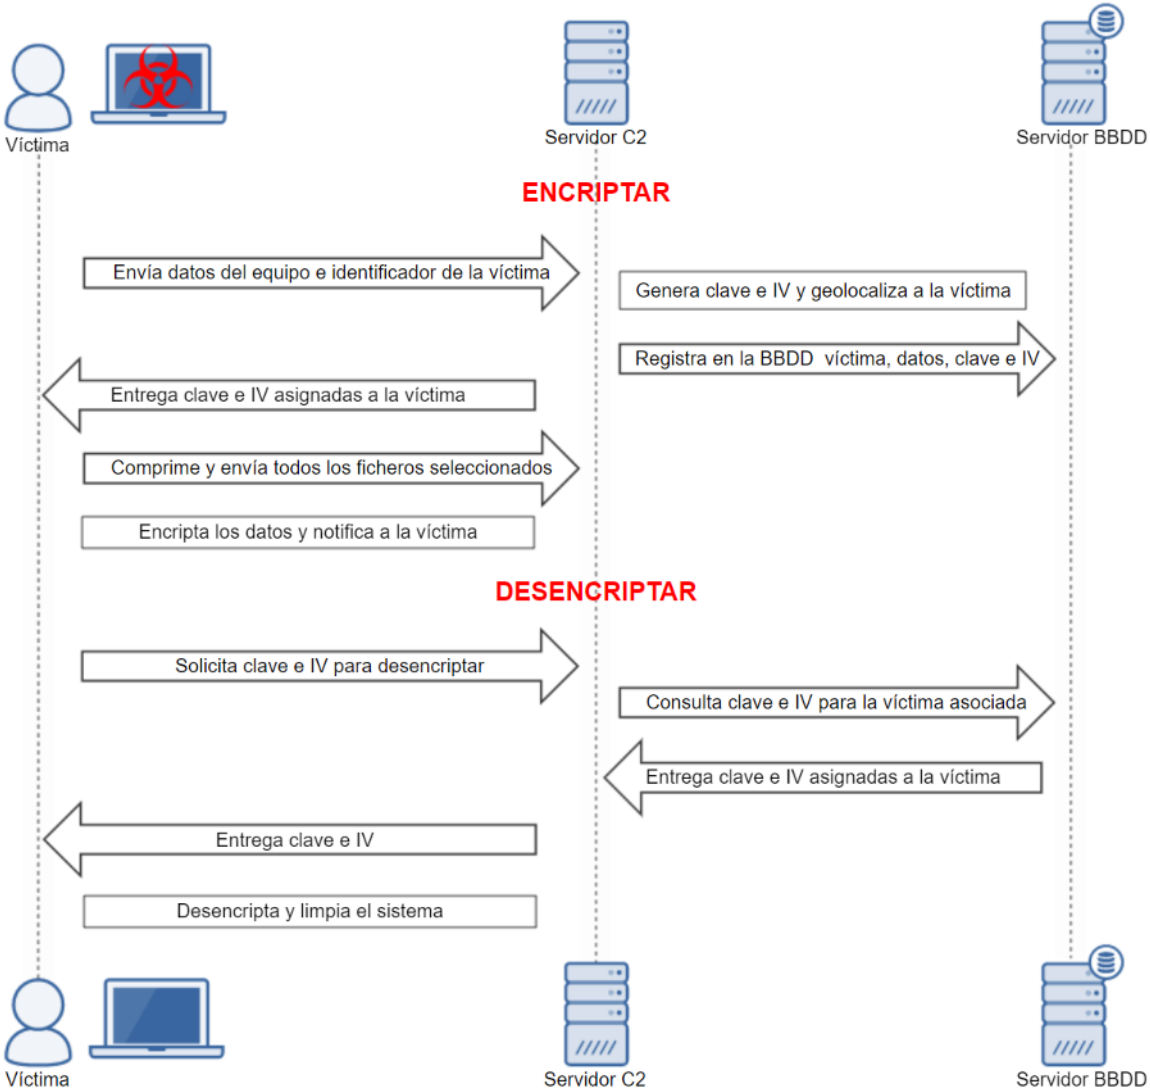 Víctima
Servidor C2
Servidor BBDD
ENCRIPTAR
Envía datos del equipo e identificador de la víctima
Genera clave e IV y geolocaliza a la víctima
Registra en la BBDD víctima, datos, clave e IV
Entrega clave e IV asignadas a la víctima
Comprime y envía todos los ficheros seleccionados
Encripta los datos y notifica a la víctima
DESENCRIPTAR
Solicita clave e IV para desencriptar
Consulta clave e IV para la víctima asociada
Entrega clave e IV asignadas a la víctima
Entrega clave e IV
Desencripta y limpia el sistema
Víctima
Servidor C2
Servidor BBDD